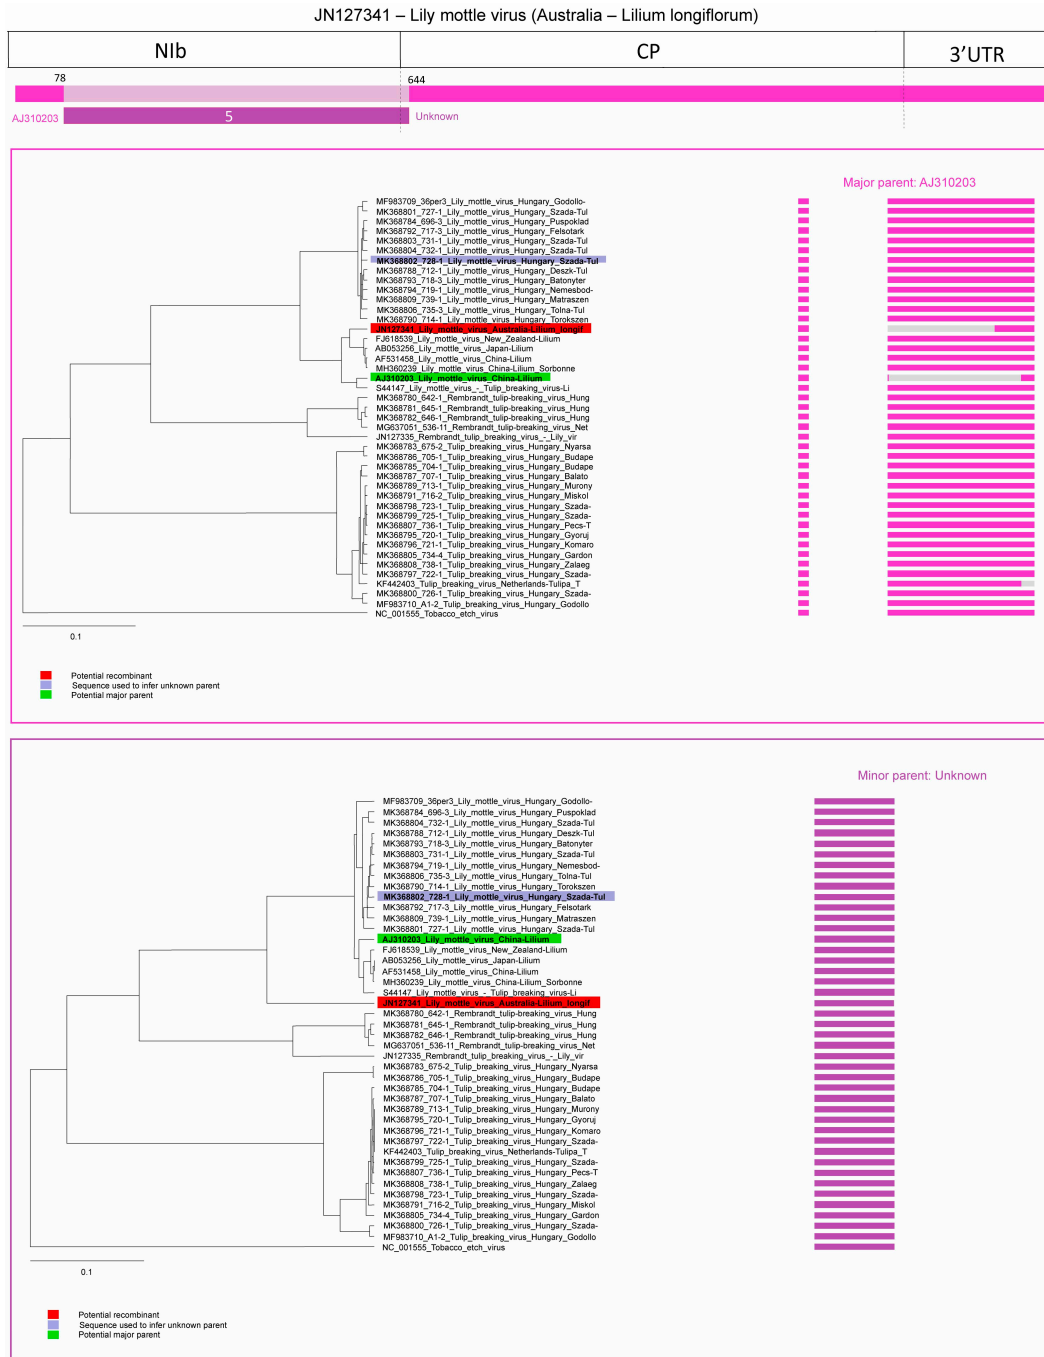 JN127341 – Lily mottle virus (Australia – Lilium longiflorum)
NIb CP 3'UTR
78 644
AJ310203 5 Unknown
Major parent: AJ310203
MF983709_36per3_Lily_mottle_virus_Hungary_Godollo-
MK368801_727-1_Lily_mottle_virus_Hungary_Szada-Tul
MK368784_696-3_Lily_mottle_virus_Hungary_Puspoklad
MK368792_717-3_Lily_mottle_virus_Hungary_Felsotark
MK368803_731-1_Lily_mottle_virus_Hungary_Szada-Tul
MK368804_732-1_Lily_mottle_virus_Hungary_Szada-Tul
MK368802_728-1_Lily_mottle_virus_Hungary_Szada-Tul
MK368788_712-1_Lily_mottle_virus_Hungary_Deszk-Tul
MK368793_718-3_Lily_mottle_virus_Hungary_Batonyter
MK368794_719-1_Lily_mottle_virus_Hungary_Nemesbod-
MK368809_739-1_Lily_mottle_virus_Hungary_Matraszen
MK368806_735-3_Lily_mottle_virus_Hungary_Tolna-Tul
MK368790_714-1_Lily_mottle_virus_Hungary_Torokszen
JN127341_Lily_mottle_virus_Australia-Lilium_longif
FJ618539_Lily_mottle_virus_New_Zealand-Lilium
AB053256_Lily_mottle_virus_Japan-Lilium
AF531458_Lily_mottle_virus_China-Lilium
MH360239_Lily_mottle_virus_China-Lilium_Sorbonne
AJ310203_Lily_mottle_virus_China-Lilium
S44147_Lily_mottle_virus_-_Tulip_breaking_virus-Li
MK368780_642-1_Rembrandt_tulip-breaking_virus_Hung
MK368781_645-1_Rembrandt_tulip-breaking_virus_Hung
MK368782_646-1_Rembrandt_tulip-breaking_virus_Hung
MG637051_536-11_Rembrandt_tulip-breaking_virus_Net
JN127335_Rembrandt_tulip_breaking_virus_-_Lily_vir
MK368783_675-2_Tulip_breaking_virus_Hungary_Nyarsa
MK368786_705-1_Tulip_breaking_virus_Hungary_Budape
MK368785_704-1_Tulip_breaking_virus_Hungary_Budape
MK368787_707-1_Tulip_breaking_virus_Hungary_Balato
MK368789_713-1_Tulip_breaking_virus_Hungary_Murony
MK368791_716-2_Tulip_breaking_virus_Hungary_Miskol
MK368798_723-1_Tulip_breaking_virus_Hungary_Szada-
MK368799_725-1_Tulip_breaking_virus_Hungary_Szada-
MK368807_736-1_Tulip_breaking_virus_Hungary_Pecs-T
MK368795_720-1_Tulip_breaking_virus_Hungary_Gyoruj
MK368796_721-1_Tulip_breaking_virus_Hungary_Komaro
MK368805_734-4_Tulip_breaking_virus_Hungary_Gardon
MK368808_738-1_Tulip_breaking_virus_Hungary_Zalaeg
MK368797_722-1_Tulip_breaking_virus_Hungary_Szada-
KF442403_Tulip_breaking_virus_Netherlands-Tulipa_T
MK368800_726-1_Tulip_breaking_virus_Hungary_Szada-
MF983710_A1-2_Tulip_breaking_virus_Hungary_Godollo
NC_001555_Tobacco_etch_virus
0.1
Potential recombinant
Sequence used to infer unknown parent
Potential major parent
Minor parent: Unknown
MF983709_36per3_Lily_mottle_virus_Hungary_Godollo-
MK368784_696-3_Lily_mottle_virus_Hungary_Puspoklad
MK368804_732-1_Lily_mottle_virus_Hungary_Szada-Tul
MK368788_712-1_Lily_mottle_virus_Hungary_Deszk-Tul
MK368793_718-3_Lily_mottle_virus_Hungary_Batonyter
MK368803_731-1_Lily_mottle_virus_Hungary_Szada-Tul
MK368794_719-1_Lily_mottle_virus_Hungary_Nemesbod-
MK368806_735-3_Lily_mottle_virus_Hungary_Tolna-Tul
MK368790_714-1_Lily_mottle_virus_Hungary_Torokszen
MK368802_728-1_Lily_mottle_virus_Hungary_Szada-Tul
MK368792_717-3_Lily_mottle_virus_Hungary_Felsotark
MK368809_739-1_Lily_mottle_virus_Hungary_Matraszen
MK368801_727-1_Lily_mottle_virus_Hungary_Szada-Tul
AJ310203_Lily_mottle_virus_China-Lilium
FJ618539_Lily_mottle_virus_New_Zealand-Lilium
AB053256_Lily_mottle_virus_Japan-Lilium
AF531458_Lily_mottle_virus_China-Lilium
MH360239_Lily_mottle_virus_China-Lilium_Sorbonne
S44147_Lily_mottle_virus_-_Tulip_breaking_virus-Li
JN127341_Lily_mottle_virus_Australia-Lilium_longif
MK368780_642-1_Rembrandt_tulip-breaking_virus_Hung
MK368781_645-1_Rembrandt_tulip-breaking_virus_Hung
MK368782_646-1_Rembrandt_tulip-breaking_virus_Hung
MG637051_536-11_Rembrandt_tulip-breaking_virus_Net
JN127335_Rembrandt_tulip_breaking_virus_-_Lily_vir
MK368783_675-2_Tulip_breaking_virus_Hungary_Nyarsa
MK368786_705-1_Tulip_breaking_virus_Hungary_Budape
MK368785_704-1_Tulip_breaking_virus_Hungary_Budape
MK368787_707-1_Tulip_breaking_virus_Hungary_Balato
MK368789_713-1_Tulip_breaking_virus_Hungary_Murony
MK368795_720-1_Tulip_breaking_virus_Hungary_Gyoruj
MK368796_721-1_Tulip_breaking_virus_Hungary_Komaro
MK368797_722-1_Tulip_breaking_virus_Hungary_Szada-
KF442403_Tulip_breaking_virus_Netherlands-Tulipa_T
MK368799_725-1_Tulip_breaking_virus_Hungary_Szada-
MK368807_736-1_Tulip_breaking_virus_Hungary_Pecs-T
MK368808_738-1_Tulip_breaking_virus_Hungary_Zalaeg
MK368798_723-1_Tulip_breaking_virus_Hungary_Szada-
MK368791_716-2_Tulip_breaking_virus_Hungary_Miskol
MK368805_734-4_Tulip_breaking_virus_Hungary_Gardon
MK368800_726-1_Tulip_breaking_virus_Hungary_Szada-
MF983710_A1-2_Tulip_breaking_virus_Hungary_Godollo
NC_001555_Tobacco_etch_virus
0.1
Potential recombinant
Sequence used to infer unknown parent
Potential major parent